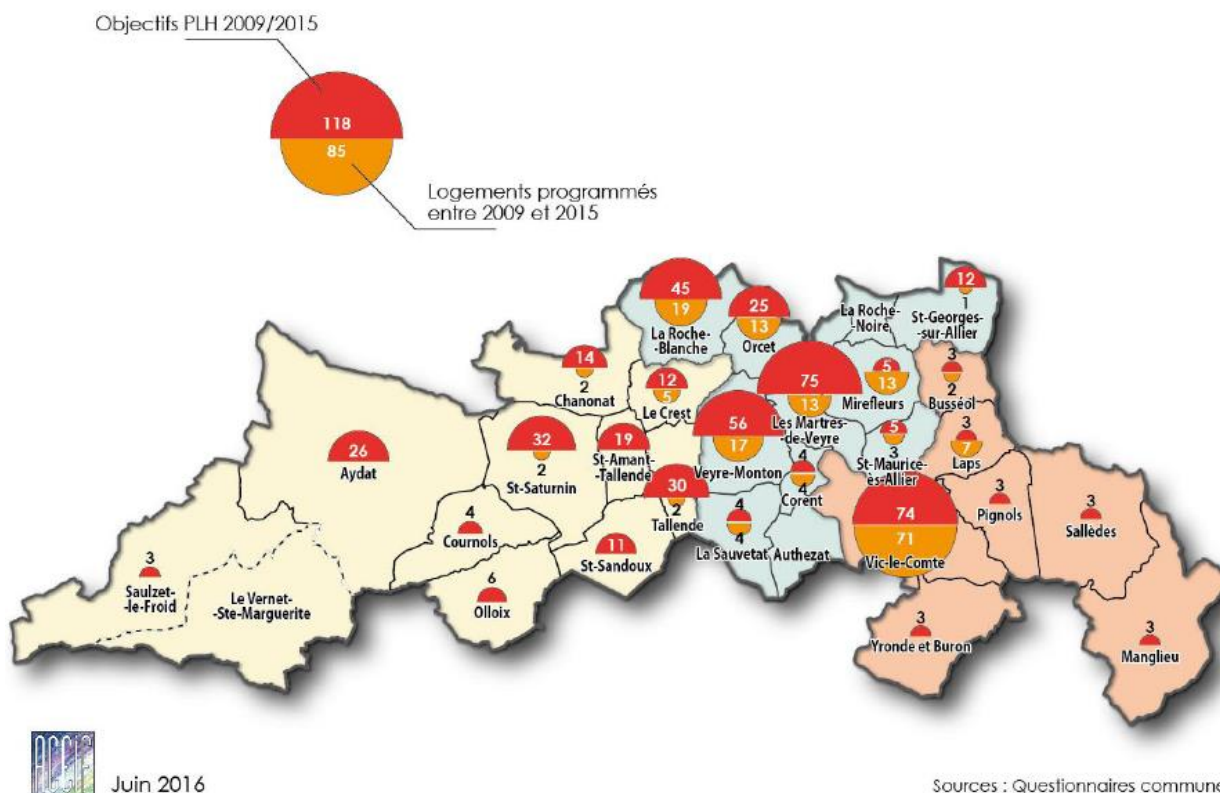 Objectifs PLH 2009/2015
118
85
Logements programmés
entre 2009 et 2015
45
19
La Roche-
-Blanche
25
13
Orcet
La Roche-
-Noire
12
1
St-Georges-
-sur-Allier
14
2
Chanonat
12
5
Le Crest
75
13
Les Martres-
-de-Veyre
5
13
Mirefleurs
3
2
Busséol
26
Aydat
32
2
St-Saturnin
19
St-Amant-
Tallende
56
17
Veyre-Monton
4
4
Corent
5
3
St-Maurice-
ès-Allier
3
7
Laps
30
2
Tallende
4
4
La Sauvetat
Authezat
74
71
Vic-le-Comte
3
Pignols
3
Sallèdes
4
Cournols
11
St-Sandoux
3
Saulzet-
-le-Froid
Le Vernet-
-Ste-Marguerite
6
Olloix
3
Yronde et Buron
3
Manglieu
Juin 2016
Sources : Questionnaires commune